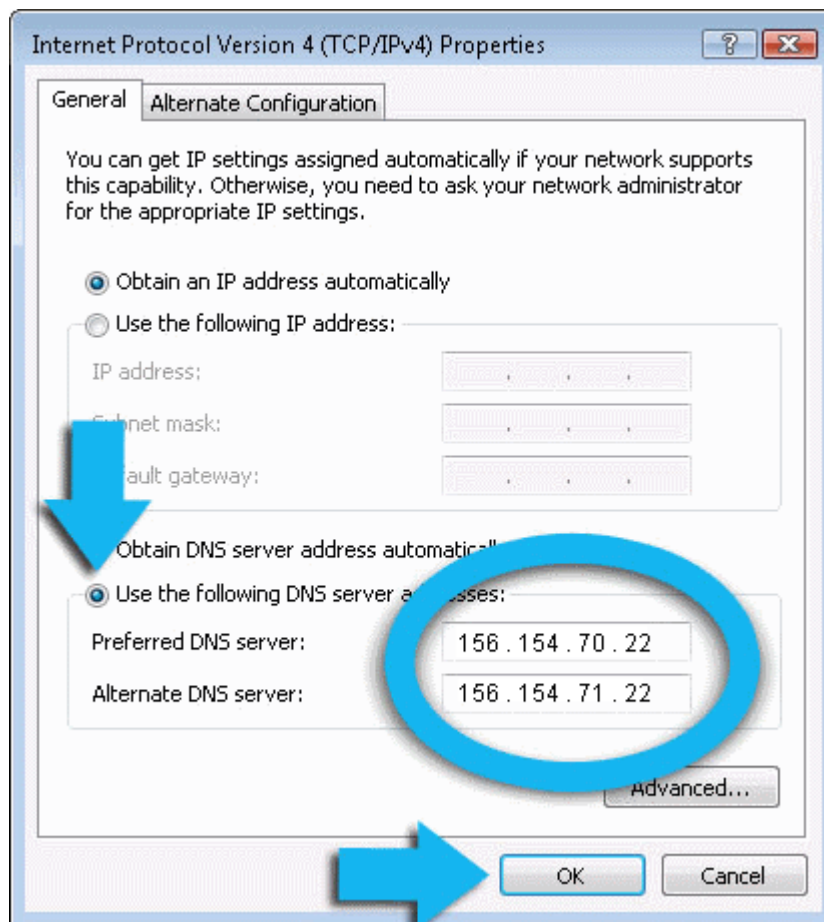 Internet Protocol Version 4 (TCP/IPv4) Properties
General
Alternate Configuration
You can get IP settings assigned automatically if your network supports
this capability. Otherwise, you need to ask your network administrator
for the appropriate IP settings.
Obtain an IP address automatically
Use the following IP address:
IP address:
Subnet mask:
Default gateway:
Obtain DNS server address automatically
Use the following DNS server addresses:
Preferred DNS server:
156 . 154 . 70 . 22
Alternate DNS server:
156 . 154 . 71 . 22
Advanced...
OK
Cancel